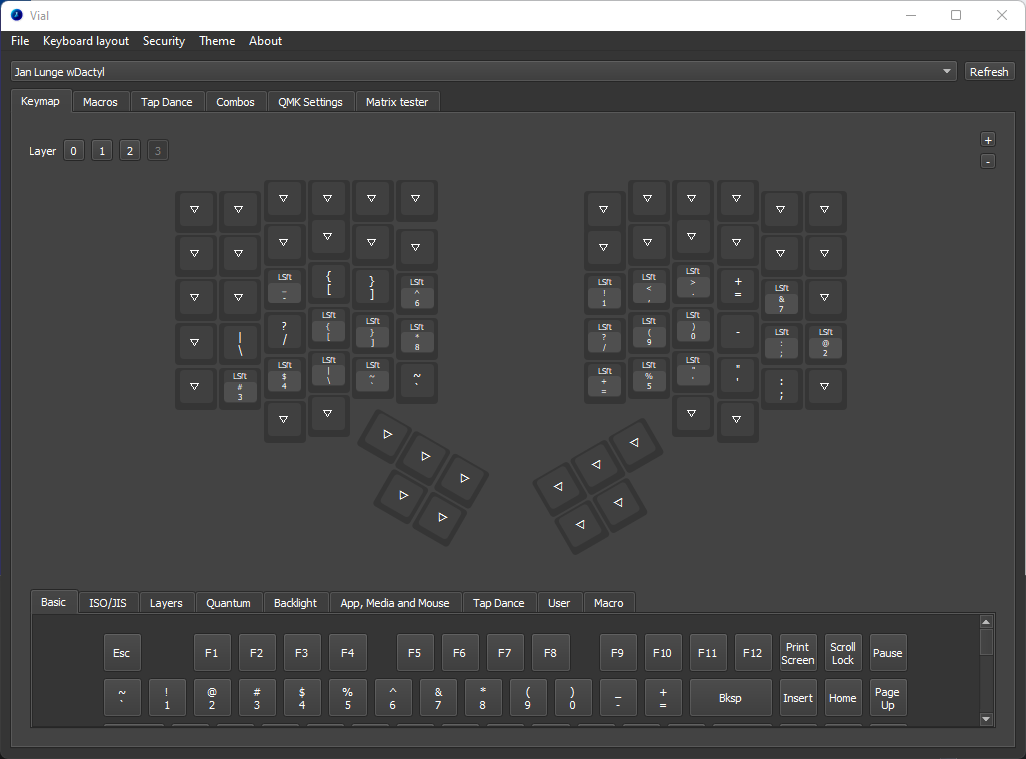 Vial
File Keyboard layout Security Theme About
Jan Lunge wDactyl Refresh
Keymap Macros Tap Dance Combos QMK Settings Matrix tester
Layer 0 1 2 3 + -
▽ ▽ ▽ ▽ ▽ ▽ ▽ ▽ ▽ ▽ ▽ ▽
▽ ▽ ▽ ▽ ▽ ▽ ▽ ▽ ▽ ▽ ▽ ▽
▽ ▽ LSft { } LSft LSft LSft LSft + LSft ▽
_ [ ] ^ ! < > = &
- 6 1 , . 7
▽ | ? LSft LSft LSft LSft LSft LSft - LSft LSft
\ / { } * ? ( ) : @
[ ] 8 / 9 0 ; 2
▽ LSft LSft LSft LSft ~ LSft LSft LSft " : ▽
# $ | ~ ` + % " ' ;
3 4 \ ` = 5 '
▽ ▽ ▽ ▽
▷ ▷ ▷ ◁ ◁ ◁
▷ ▷ ◁ ◁
Basic ISO/JIS Layers Quantum Backlight App, Media and Mouse Tap Dance User Macro
Esc F1 F2 F3 F4 F5 F6 F7 F8 F9 F10 F11 F12 Print Screen Scroll Lock Pause
~ ! @ # $ % ^ & * ( ) _ + Bksp Insert Home Page Up
` 1 2 3 4 5 6 7 8 9 0 - =